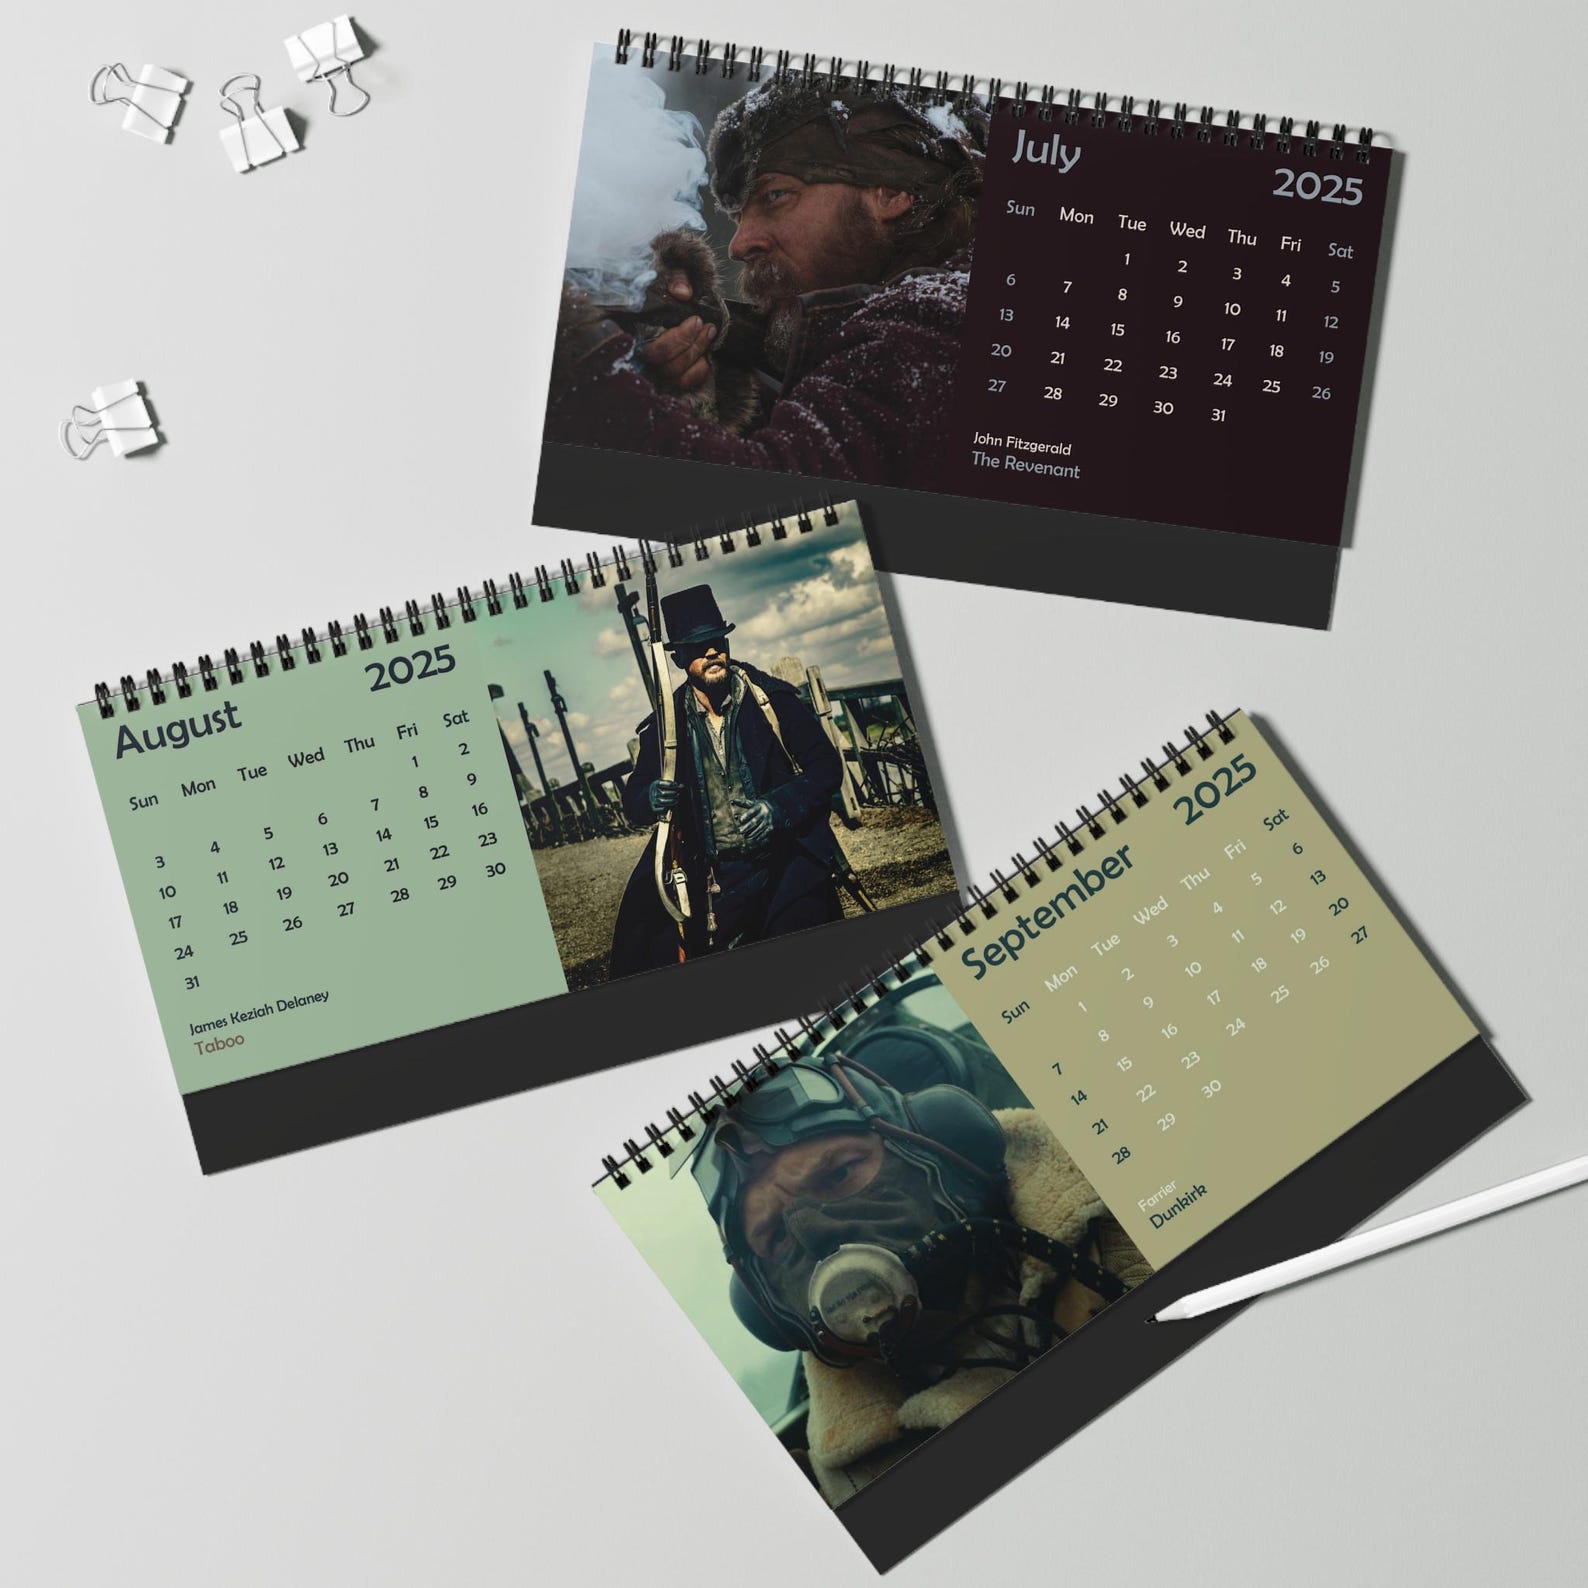 July
2025
Sun Mon Tue Wed Thu Fri Sat
1 2 3 4 5
6 7 8 9 10 11 12
13 14 15 16 17 18 19
20 21 22 23 24 25 26
27 28 29 30 31
John Fitzgerald
The Revenant
August
2025
Sun Mon Tue Wed Thu Fri Sat
1 2
3 4 5 6 7 8 9
10 11 12 13 14 15 16
17 18 19 20 21 22 23
24 25 26 27 28 29 30
31
James Keziah Delaney
Taboo
September
2025
Sun Mon Tue Wed Thu Fri Sat
1 2 3 4 5 6
7 8 9 10 11 12 13
14 15 16 17 18 19 20
21 22 23 24 25 26 27
28 29 30
Farrier
Dunkirk